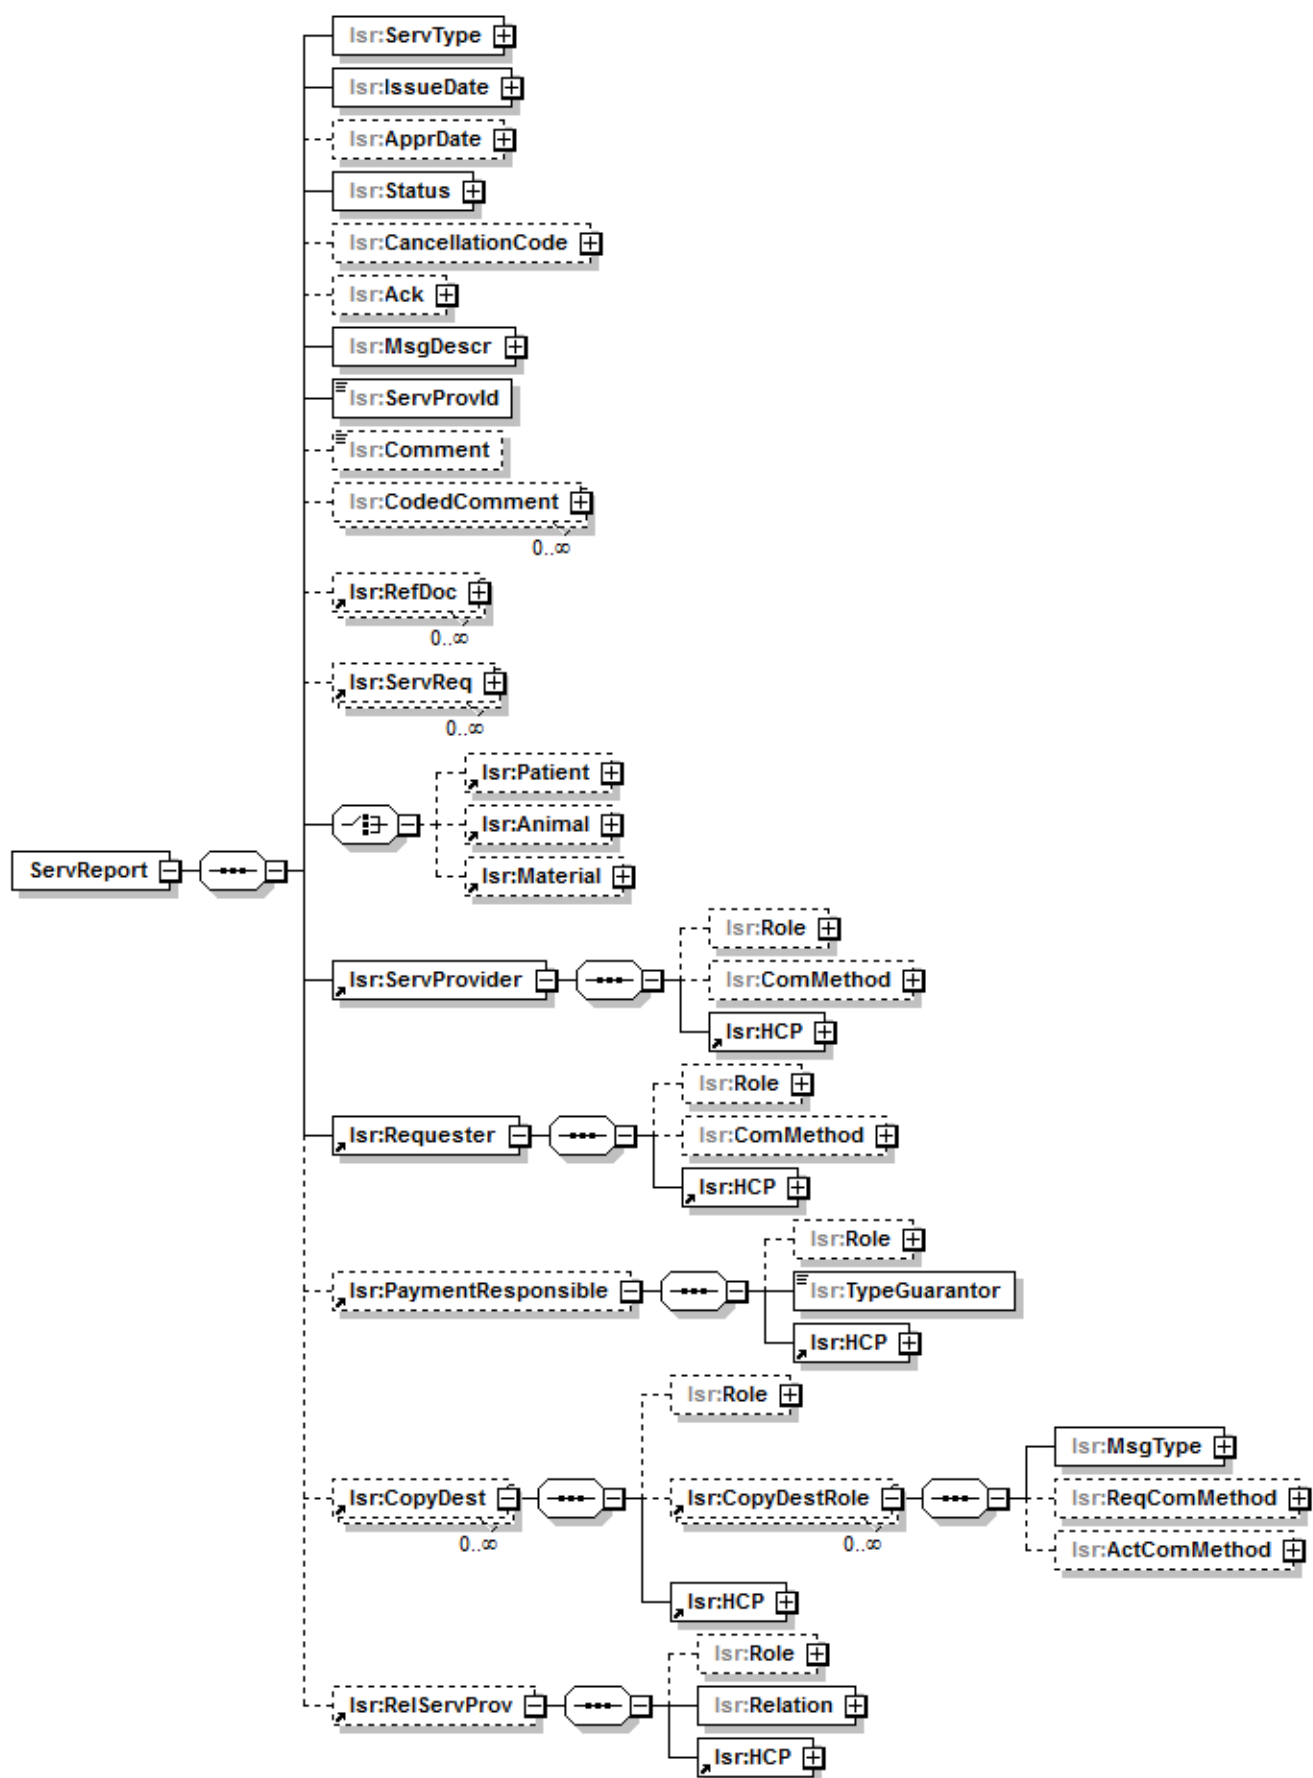 lsr:ServType
lsr:IssueDate
lsr:ApprDate
lsr:Status
lsr:CancellationCode
lsr:Ack
lsr:MsgDescr
lsr:ServProvId
lsr:Comment
lsr:CodedComment
0..∞
lsr:RefDoc
0..∞
lsr:ServReq
0..∞
lsr:Patient
lsr:Animal
lsr:Material
ServReport
lsr:Role
lsr:ServProvider
lsr:ComMethod
lsr:HCP
lsr:Role
lsr:Requester
lsr:ComMethod
lsr:HCP
lsr:Role
lsr:PaymentResponsible
lsr:TypeGuarantor
lsr:HCP
lsr:Role
lsr:CopyDest
0..∞
lsr:CopyDestRole
0..∞
lsr:MsgType
lsr:ReqComMethod
lsr:ActComMethod
lsr:HCP
lsr:Role
lsr:RelServProv
lsr:Relation
lsr:HCP